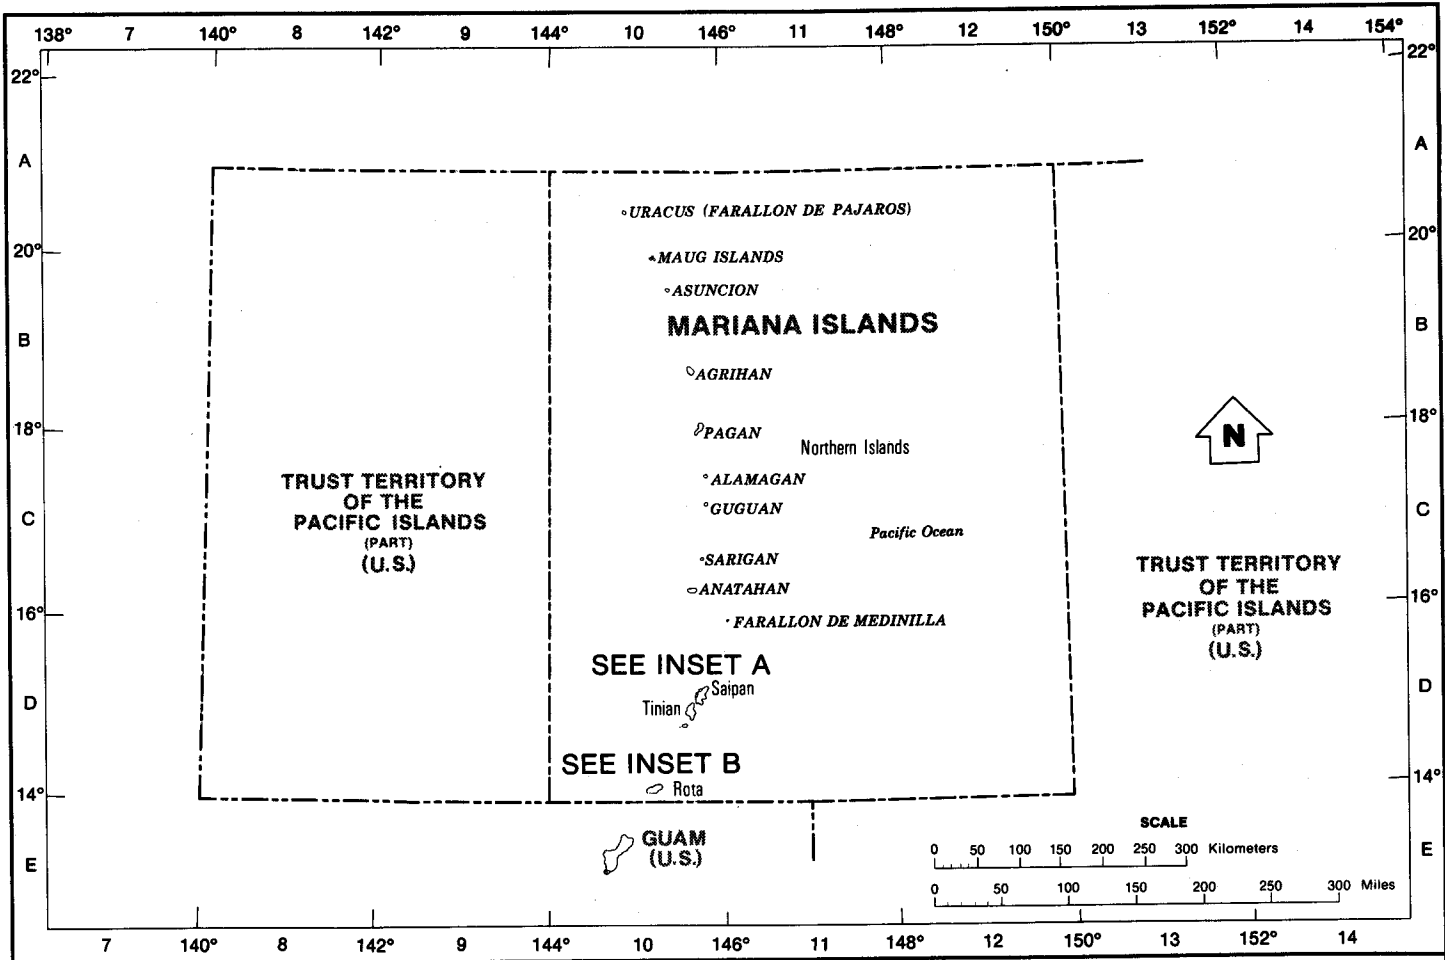 138° 7 140° 8 142° 9 144° 10 146° 11 148° 12 150° 13 152° 14 154°
22° 22°
A A
URACUS (FARALLON DE PAJAROS)
20° 20°
MAUG ISLANDS
ASUNCION
MARIANA ISLANDS
B B
AGRIHAN
18° 18°
PAGAN
Northern Islands
N
TRUST TERRITORY
OF THE
PACIFIC ISLANDS
(PART)
(U.S.)
ALAMAGAN
GUGUAN
C C
Pacific Ocean
SARIGAN
ANATAHAN
TRUST TERRITORY
OF THE
PACIFIC ISLANDS
(PART)
(U.S.)
16° 16°
FARALLON DE MEDINILLA
SEE INSET A
Saipan
D D
Tinian
SEE INSET B
Rota
14° 14°
GUAM
(U.S.)
E E
SCALE
0 50 100 150 200 250 300 Kilometers
0 50 100 150 200 250 300 Miles
7 140° 8 142° 9 144° 10 146° 11 148° 12 150° 13 152° 14